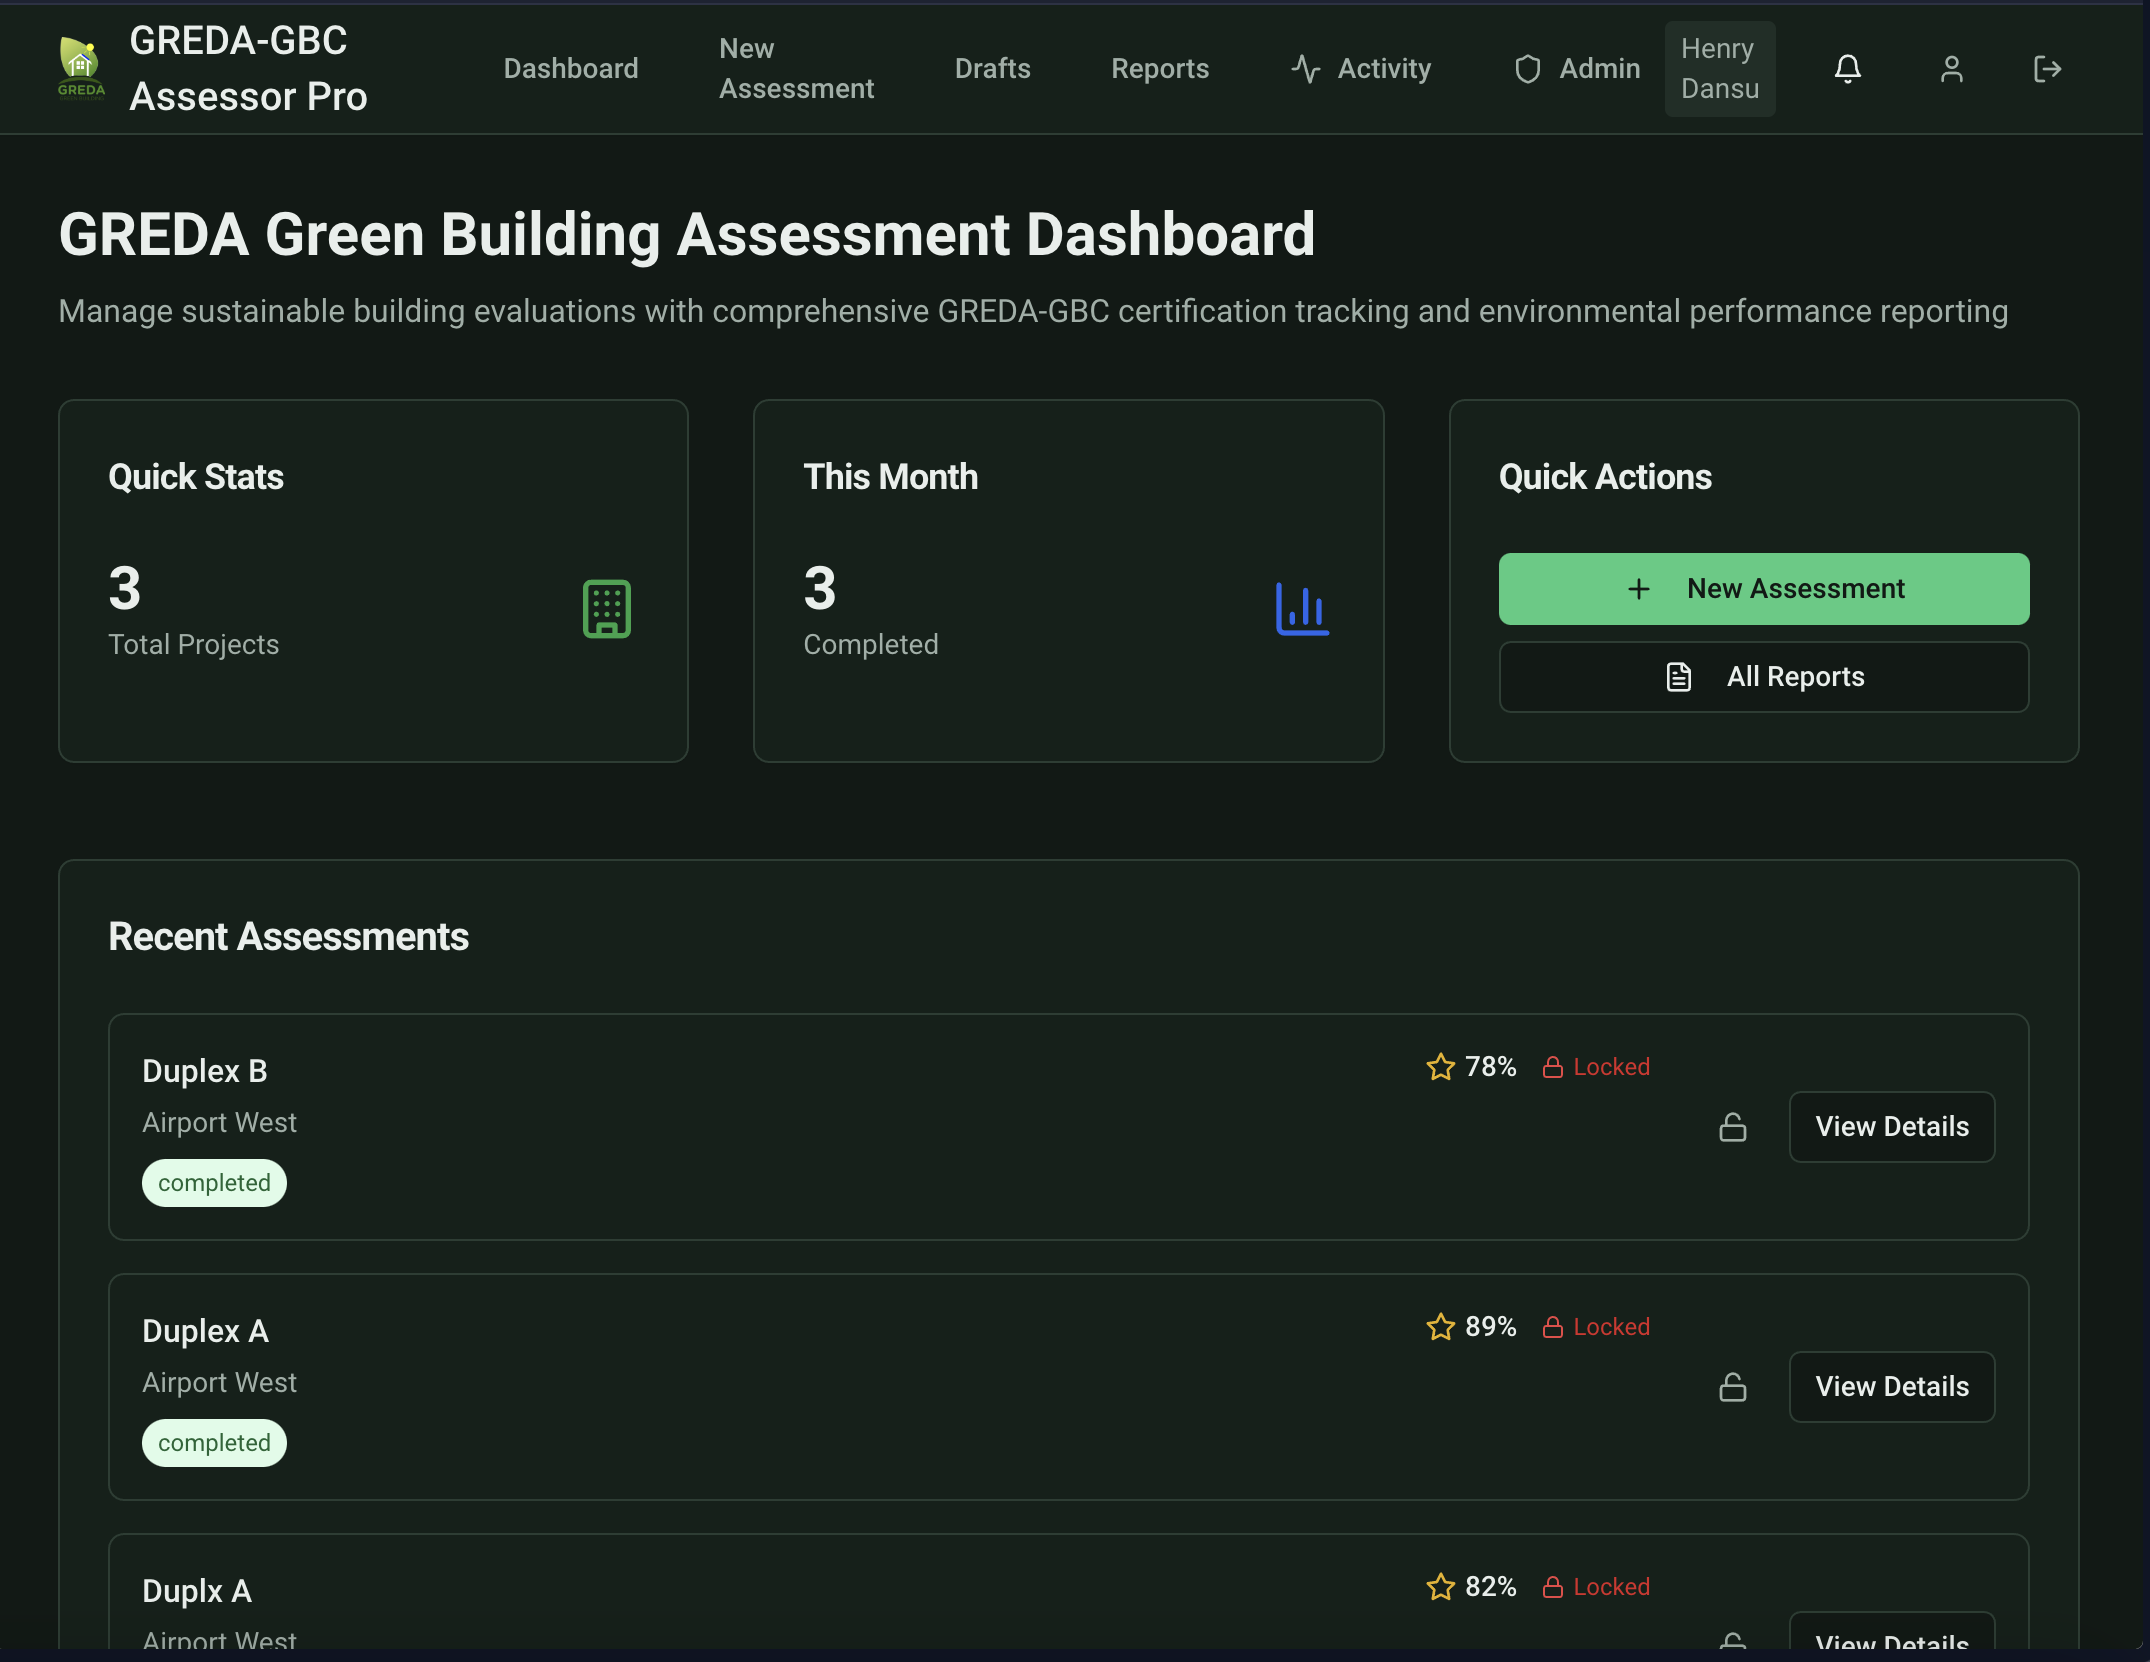 GREDA
GREDA-GBC
Assessor Pro
Dashboard
New
Assessment
Drafts
Reports
Activity
Admin
Henry
Dansu
GREDA Green Building Assessment Dashboard
Manage sustainable building evaluations with comprehensive GREDA-GBC certification tracking and environmental performance reporting
Quick Stats
3
Total Projects
This Month
3
Completed
Quick Actions
New Assessment
All Reports
Recent Assessments
Duplex B
Airport West
completed
78%
Locked
View Details
Duplex A
Airport West
completed
89%
Locked
View Details
Duplx A
Airport West
82%
Locked
View Details